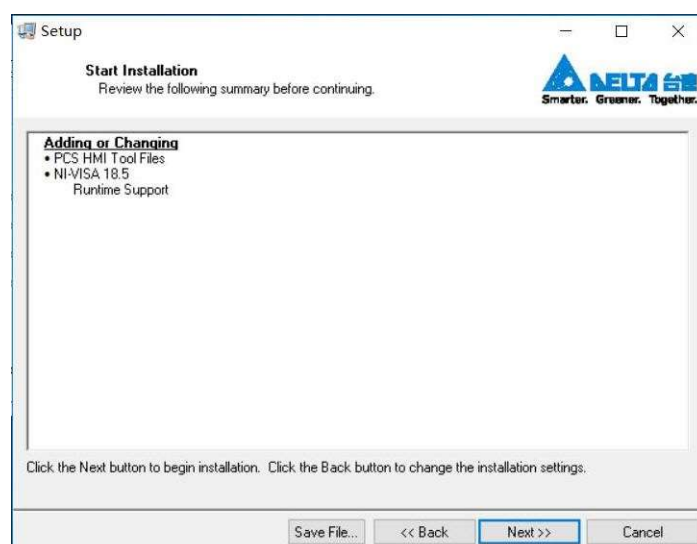 Setup
Start Installation
Review the following summary before continuing.
DELTA 台達
Smarter. Greener. Together.
Adding or Changing
• PCS HMI Tool Files
• NI-VISA 18.5
Runtime Support
Click the Next button to begin installation. Click the Back button to change the installation settings.
Save File... << Back Next >> Cancel